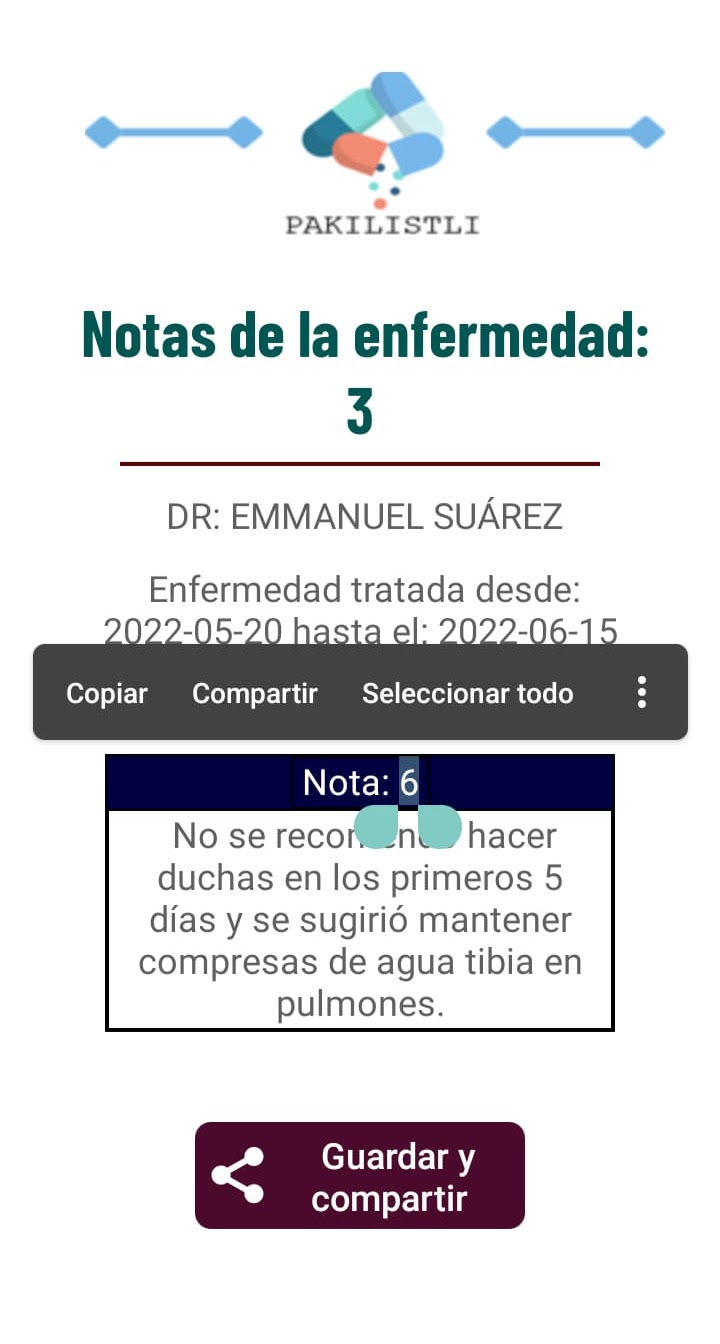 PAKILISTLI
Notas de la enfermedad:
3
DR: EMMANUEL SUÁREZ
Enfermedad tratada desde:
2022-05-20 hasta el: 2022-06-15
Copiar Compartir Seleccionar todo
Nota: 6
No se hacer
duchas en los primeros 5
días y se sugirió mantener
compresas de agua tibia en
pulmones.
Guardar y
compartir